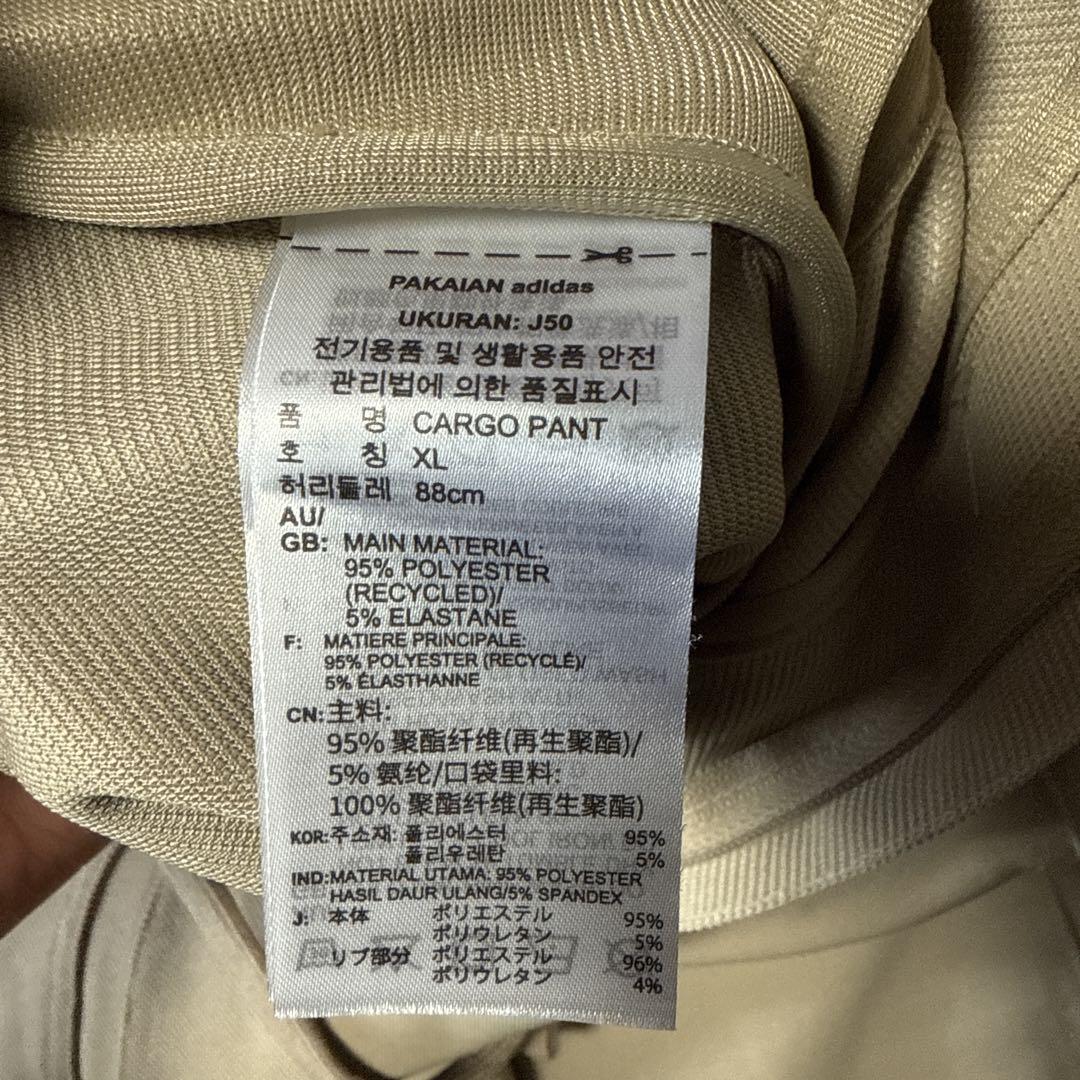 PAKAIAN adidas
UKURAN: J50
전기용품 및 생활용품 안전
관리법에 의한 품질표시
품 명 CARGO PANT
호 칭 XL
허리둘레 88cm
AU/
GB: MAIN MATERIAL:
95% POLYESTER
(RECYCLED)/
5% ELASTANE
F: MATIERE PRINCIPALE:
95% POLYESTER (RECYCLÉ)/
5% ÉLASTHANNE
CN: 主料:
95% 聚酯纤维(再生聚酯)/
5% 氨纶/口袋里料:
100% 聚酯纤维(再生聚酯)
KOR: 주소재: 폴리에스터 95%
폴리우레탄 5%
IND: MATERIAL UTAMA: 95% POLYESTER
HASIL DAUR ULANG/5% SPANDEX
J: 本体 ポリエステル 95%
ポリウレタン 5%
リブ部分 ポリエステル 96%
ポリウレタン 4%